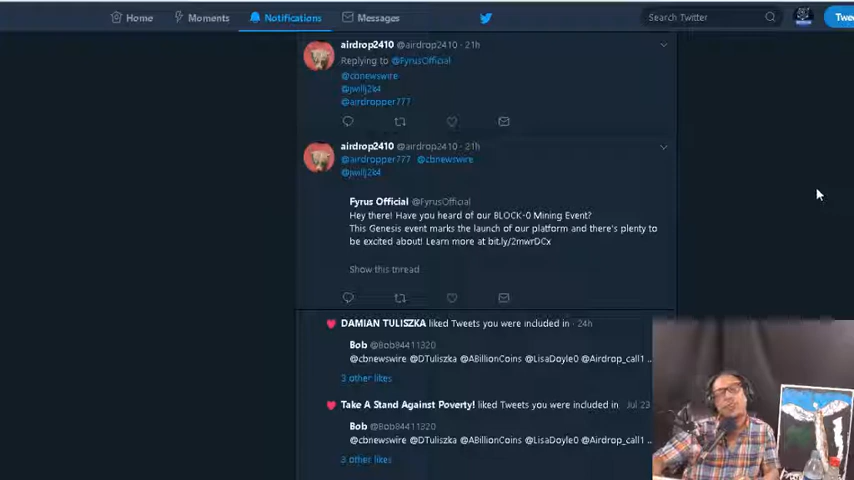 Home Moments Notifications Messages Search Twitter
airdrop2410 @airdrop2410 · 21h
Replying to @FyrusOfficial
@cbnewswire
@jwillj2k4
@airdropper777
airdrop2410 @airdrop2410 · 21h
@airdropper777 @cbnewswire
@jwillj2k4
Fyrus Official @FyrusOfficial
Hey there! Have you heard of our BLOCK-0 Mining Event?
This Genesis event marks the launch of our platform and there's plenty to
be excited about! Learn more at bit.ly/2mwrDCx
Show this thread
DAMIAN TULISZKA liked Tweets you were included in · 24h
Bob @Bob84411320
@cbnewswire @DTuliszka @ABillionCoins @LisaDoyle0 @Airdrop_call1 ..
3 other likes
Take A Stand Against Poverty! liked Tweets you were included in · Jul 23
Bob @Bob84411320
@cbnewswire @DTuliszka @ABillionCoins @LisaDoyle0 @Airdrop_call1 ..
3 other likes